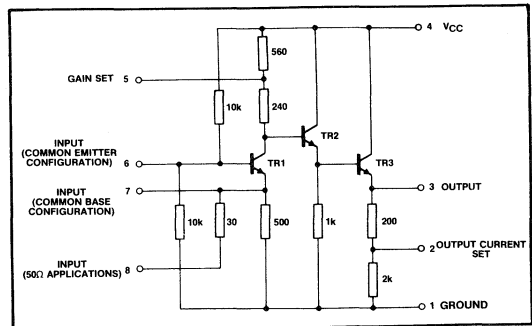 4 VCC
560
GAIN SET 5
10k
240
TR2
INPUT
(COMMON EMITTER
CONFIGURATION)
6
TR1
TR3
INPUT
(COMMON BASE
CONFIGURATION)
7
3 OUTPUT
10k
30
500
1k
200
2 OUTPUT CURRENT
SET
INPUT
(50Ω APPLICATIONS) 8
2k
1 GROUND